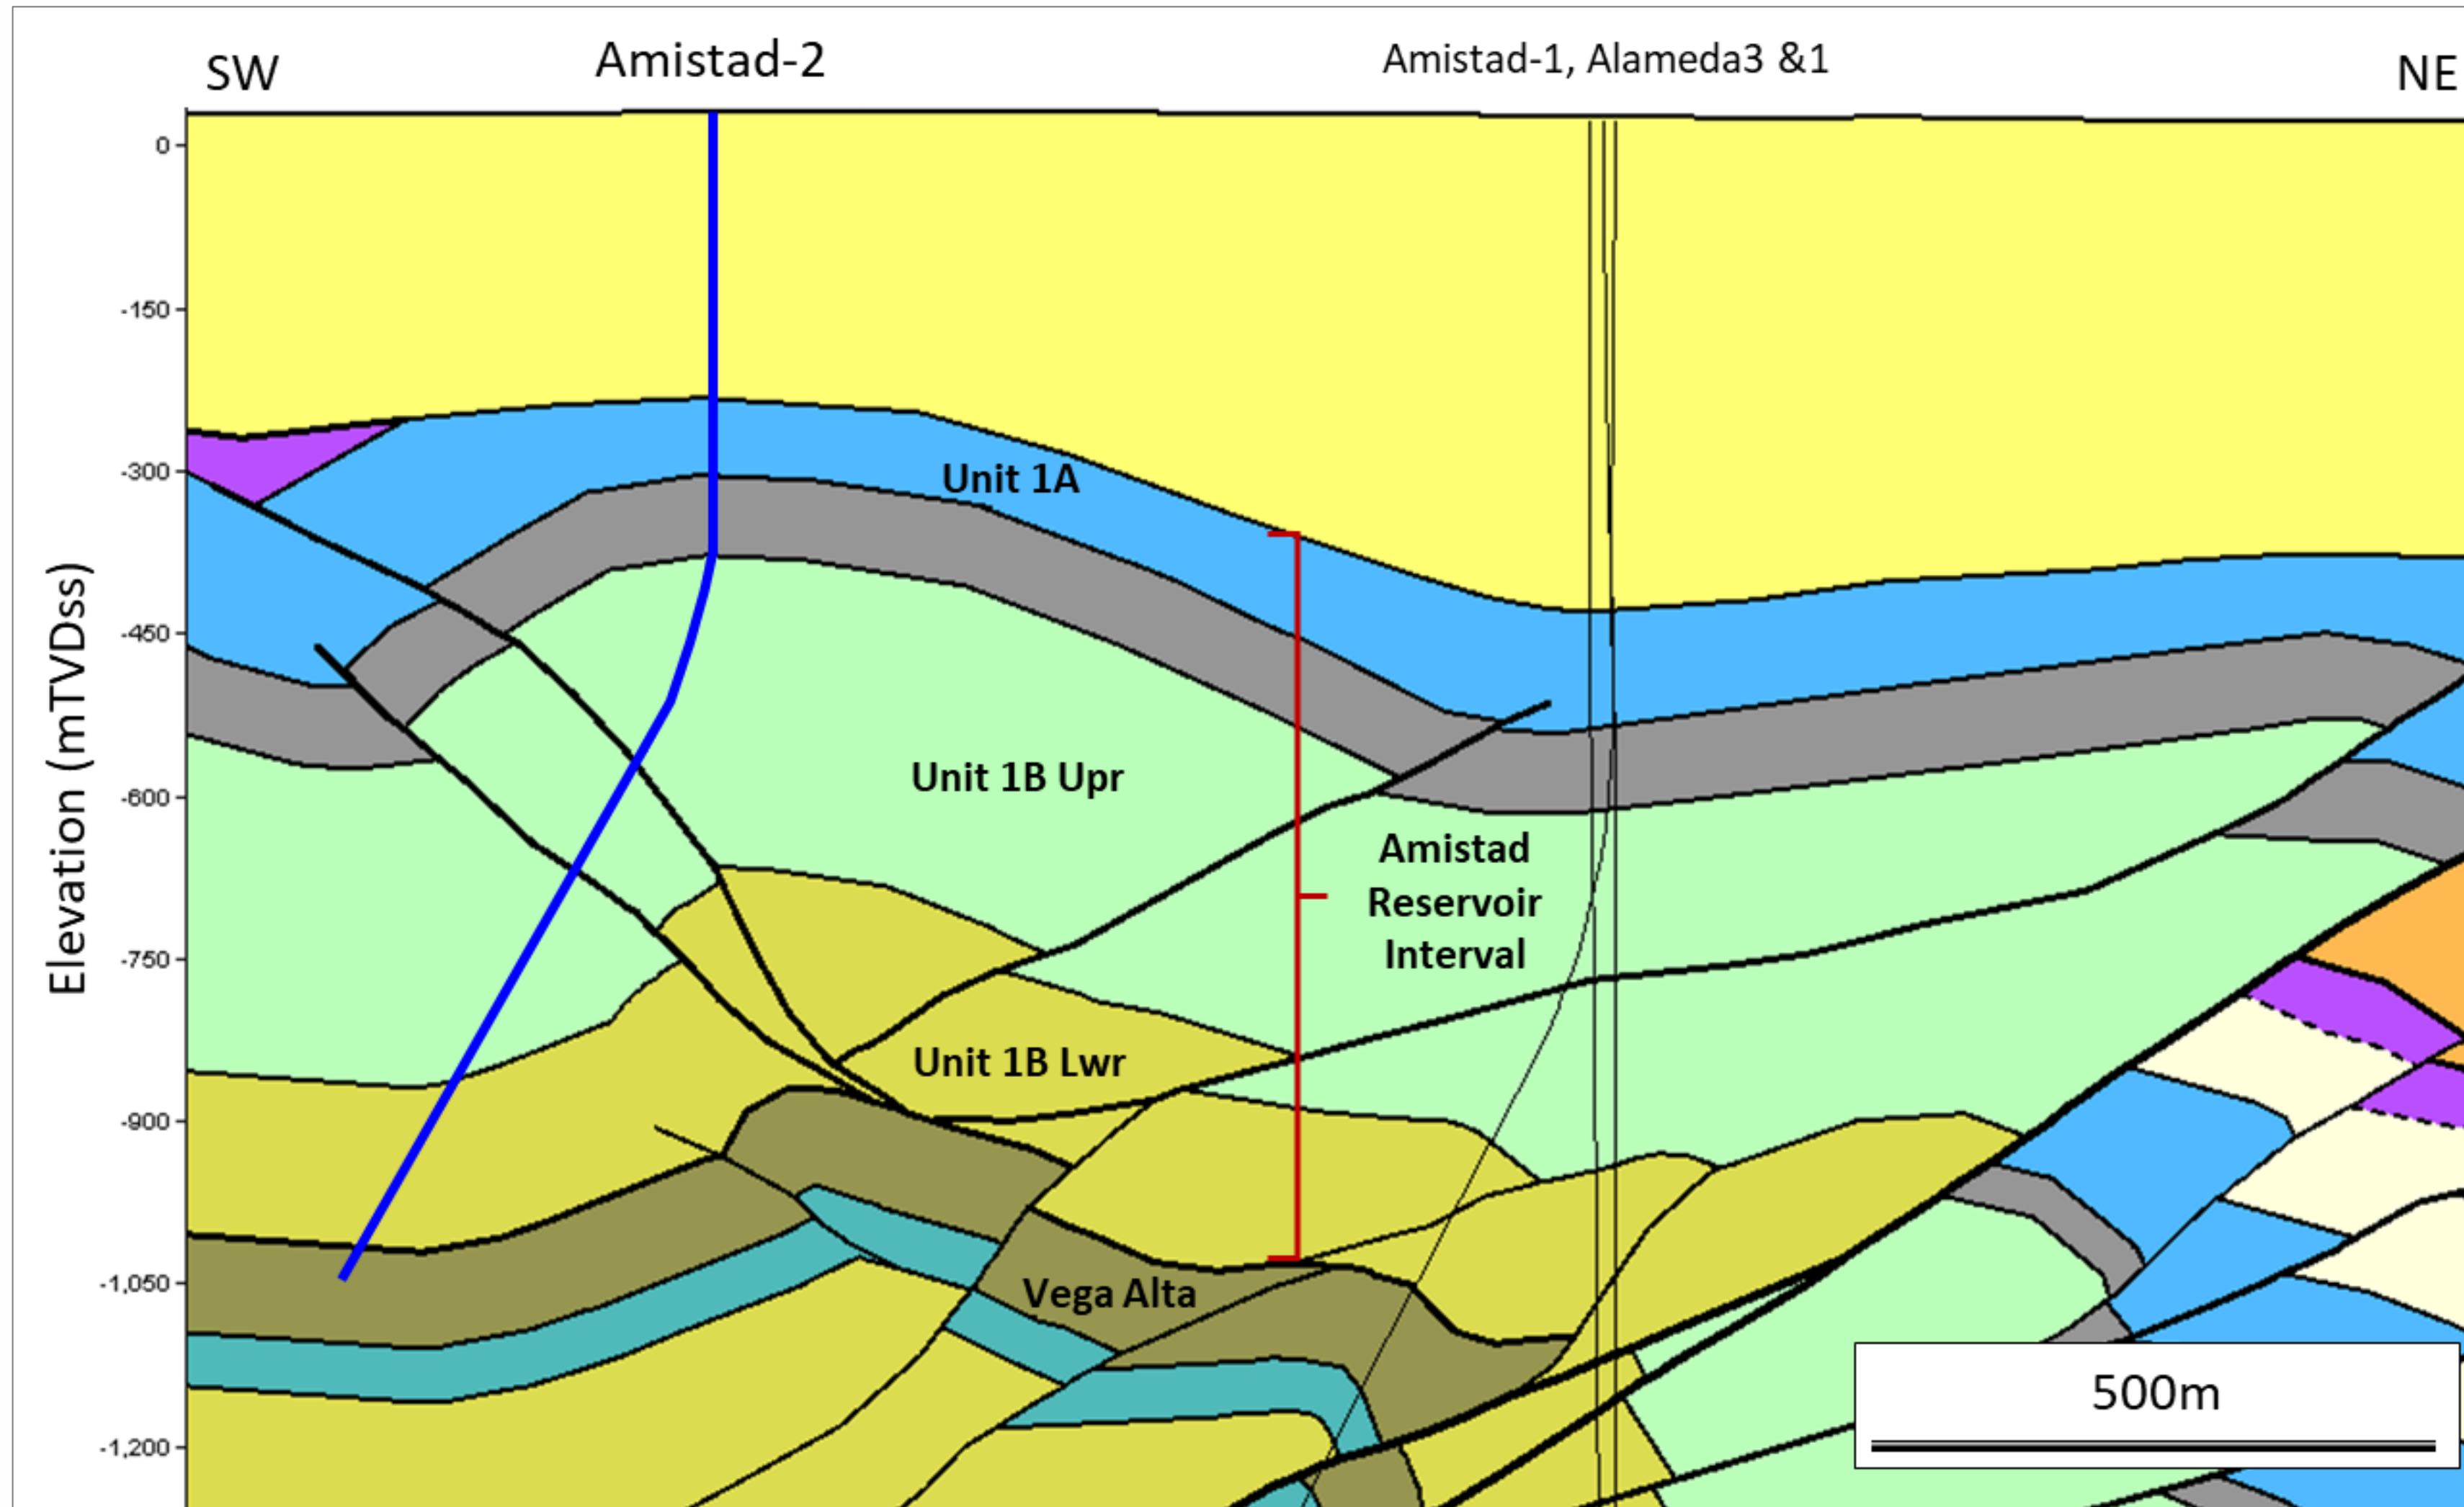 SW
Amistad-2
Amistad-1, Alameda3 &1
NE
0
-150
-300
-450
-600
-750
-900
-1,050
-1,200
Elevation (mTVDss)
Unit 1A
Unit 1B Upr
Amistad
Reservoir
Interval
Unit 1B Lwr
Vega Alta
500m